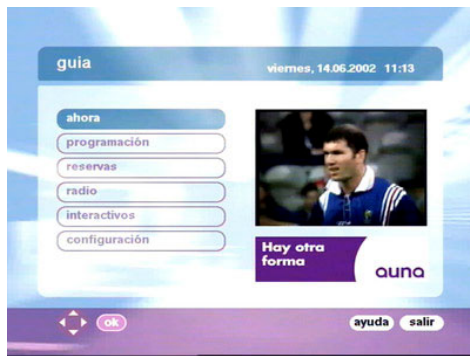 guia
viernes, 14.06.2002 11:13
ahora
programación
reservas
radio
interactivos
configuración
Hay otra
forma
auna
ok
ayuda
salir